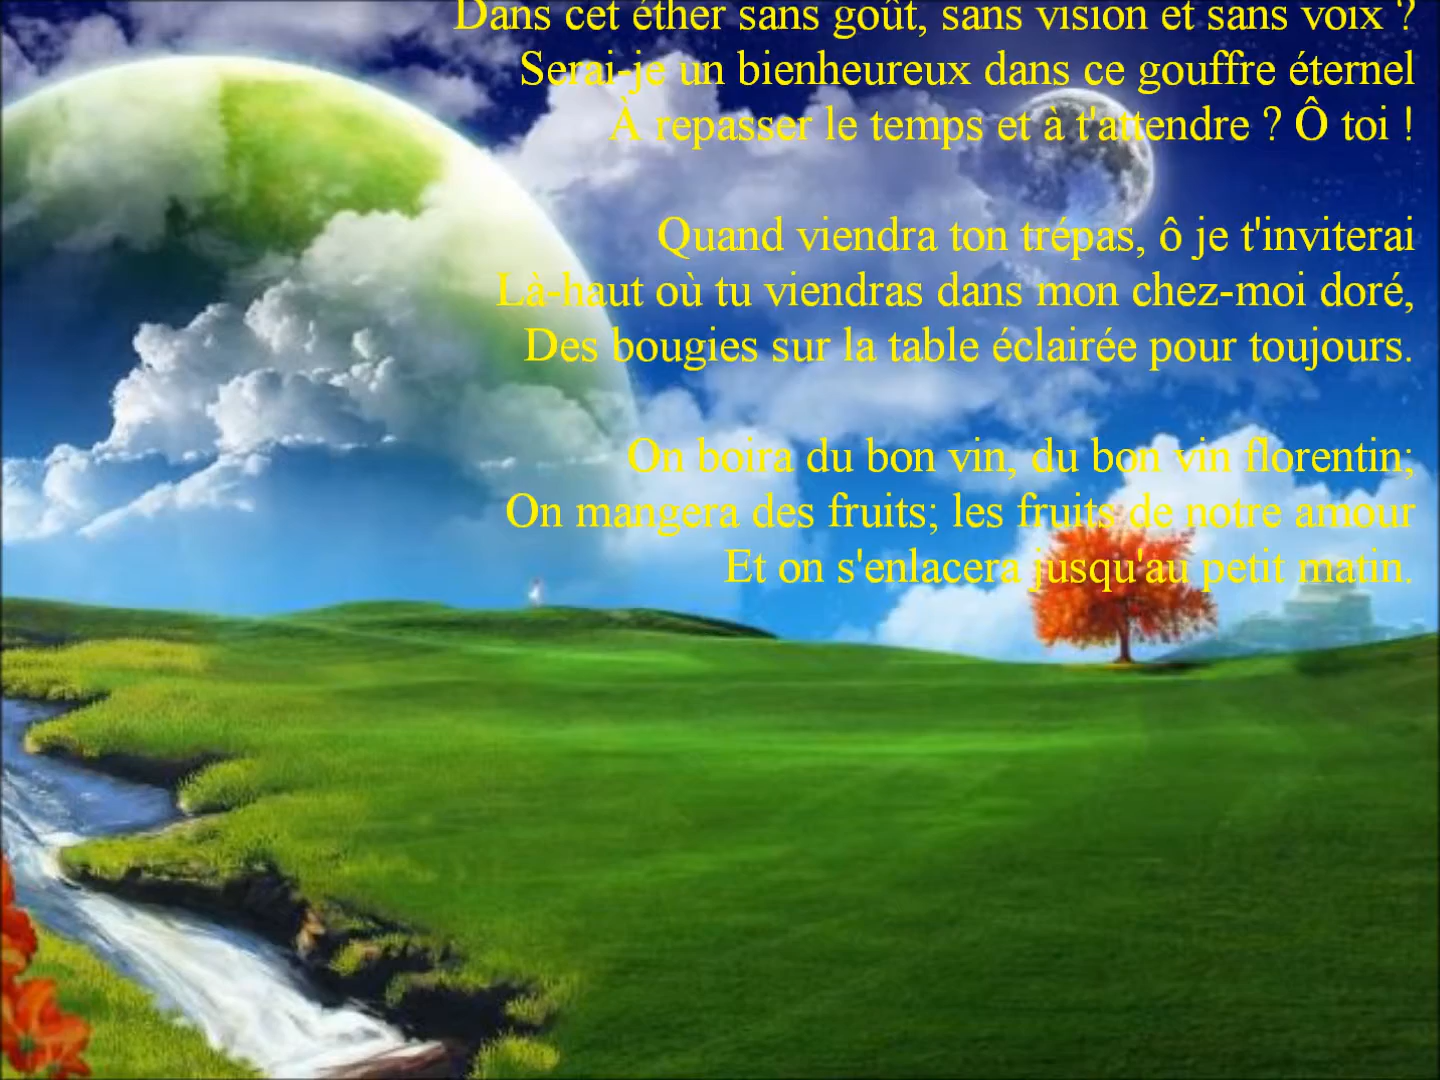 Dans cet éther sans goût, sans vision et sans voix ?
Serai-je un bienheureux dans ce gouffre éternel
À repasser le temps et à t'attendre ? Ô toi !
Quand viendra ton trépas, ô je t'inviterai
Là-haut où tu viendras dans mon chez-moi doré,
Des bougies sur la table éclairée pour toujours.
On boira du bon vin, du bon vin florentin;
On mangera des fruits; les fruits de notre amour
Et on s'enlacera jusqu'au petit matin.